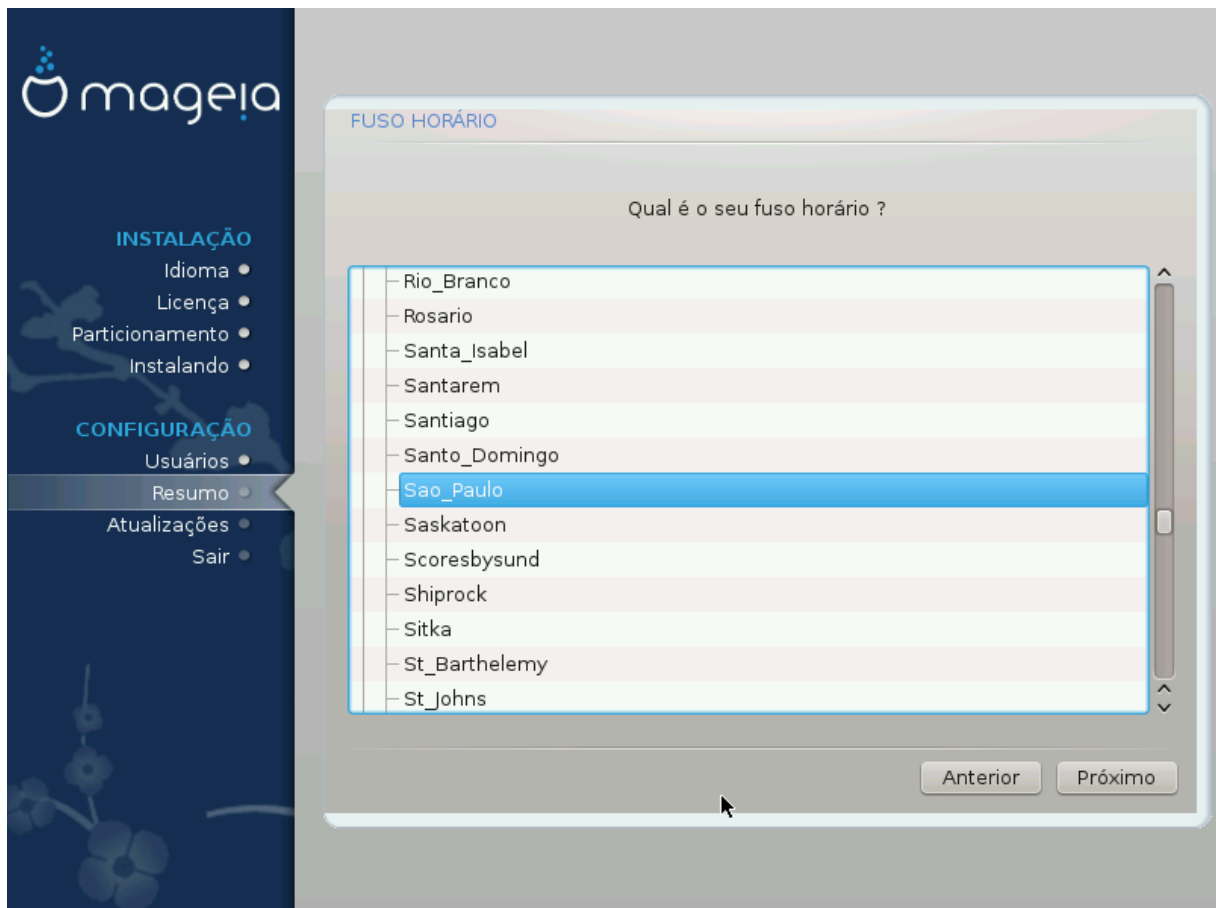 mageia
INSTALAÇÃO
Idioma
Licença
Particionamento
Instalando
CONFIGURAÇÃO
Usuários
Resumo
Atualizações
Sair
FUSO HORÁRIO
Qual é o seu fuso horário ?
Rio_Branco
Rosario
Santa_Isabel
Santarem
Santiago
Santo_Domingo
Sao_Paulo
Saskatoon
Scoresbysund
Shiprock
Sitka
St_Barthelemy
St_Johns
Anterior
Próximo